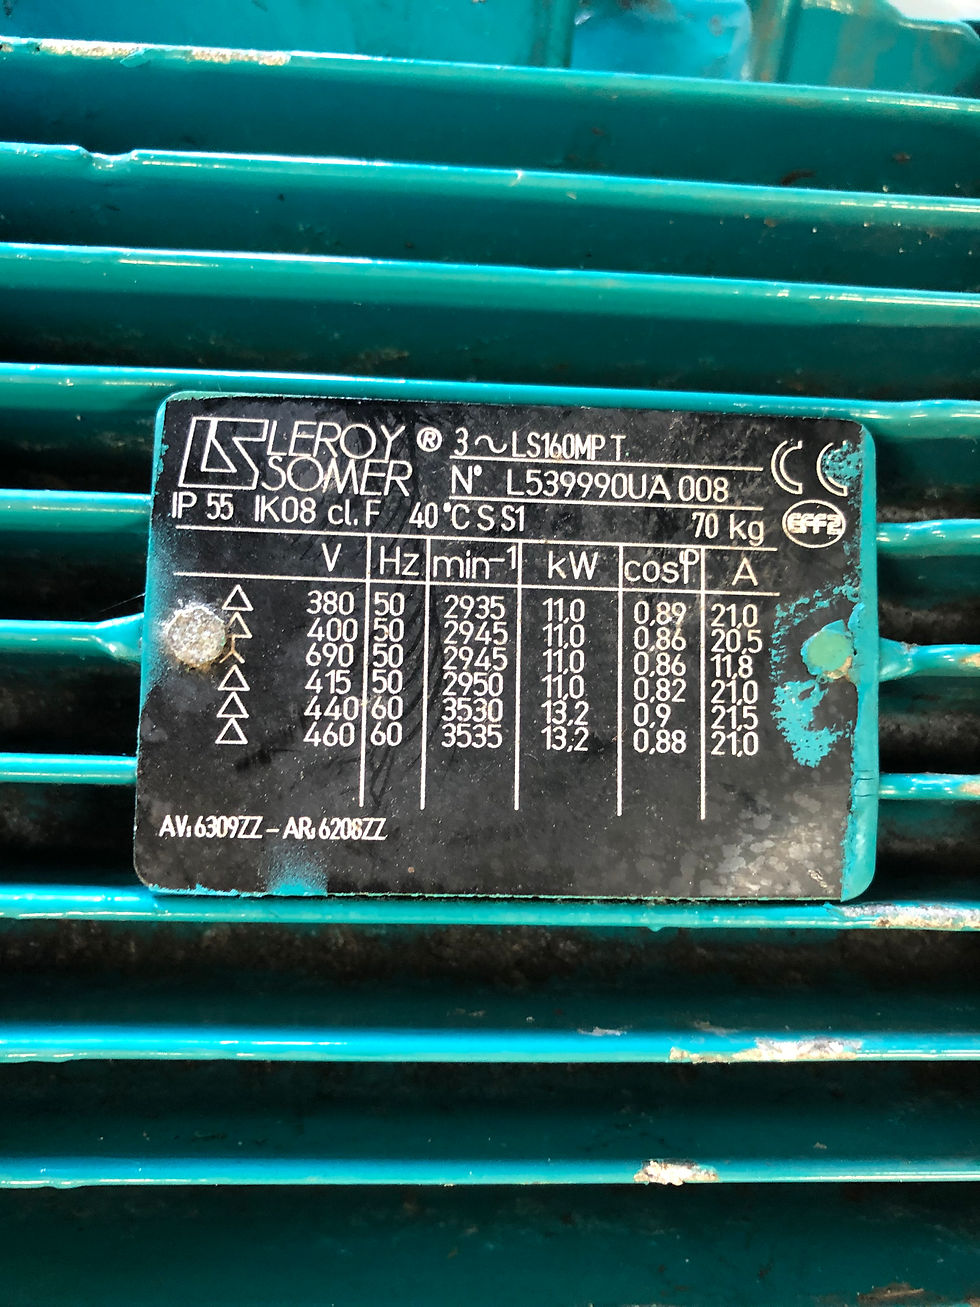 LEROY ® 3 ~ LS160MP T
SOMER N° L539990UA 008
IP 55 IK08 cl. F 40°C S S1 70 kg EFF2
V Hz min-1 kW cosφ A
△ 380 50 2935 11,0 0,89 21,0
△ 400 50 2945 11,0 0,86 20,5
Y 690 50 2945 11,0 0,86 11,8
△ 415 50 2950 11,0 0,82 21,0
△ 440 60 3530 13,2 0,9 21,5
△ 460 60 3535 13,2 0,88 21,0
AV: 6309ZZ - AR: 6208ZZ
CE